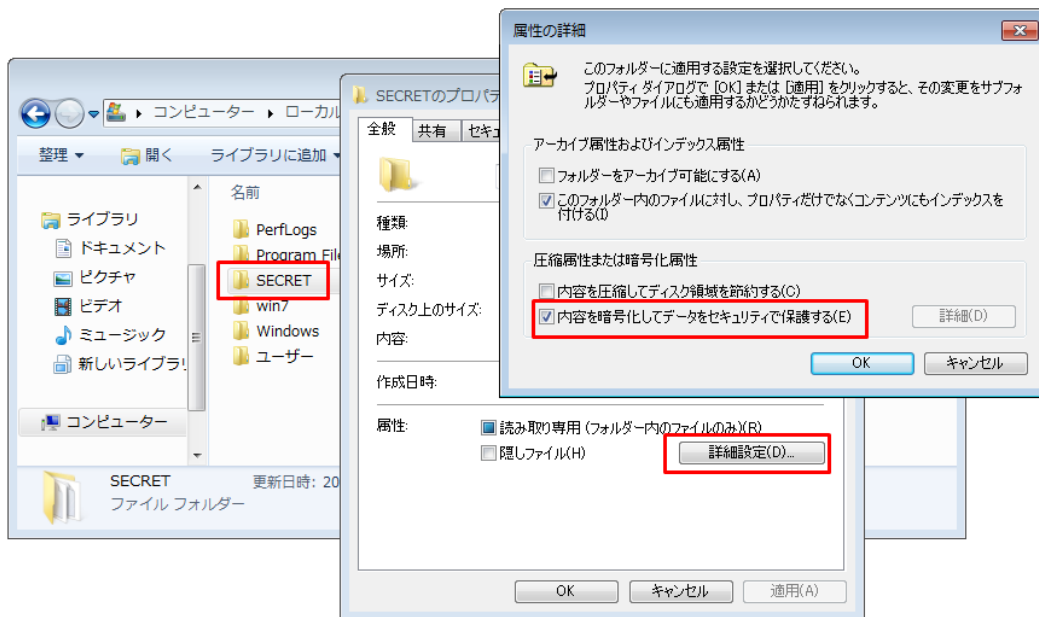 属性の詳細
このフォルダーに適用する設定を選択してください。
プロパティ ダイアログで [OK] または [適用] をクリックすると、その変更をサブフォ
ルダーやファイルにも適用するかどうかたずねられます。
アーカイブ属性およびインデックス属性
フォルダーをアーカイブ可能にする(A)
このフォルダー内のファイルに対し、プロパティだけでなくコンテンツにもインデックスを
付ける(I)
圧縮属性または暗号化属性
内容を圧縮してディスク領域を節約する(C)
内容を暗号化してデータをセキュリティで保護する(E)
詳細(D)
OK
キャンセル
SECRETのプロパテ
全般
共有
セキュ
種類:
場所:
サイズ:
ディスク上のサイズ:
内容:
作成日時:
属性:
読み取り専用 (フォルダー内のファイルのみ)(R)
隠しファイル(H)
詳細設定(D)...
OK
キャンセル
適用(A)
コンピューター
ローカル
整理
開く
ライブラリに追加
ライブラリ
ドキュメント
ピクチャ
ビデオ
ミュージック
新しいライブラリ
コンピューター
名前
PerfLogs
Program File
SECRET
win7
Windows
ユーザー
SECRET
更新日時: 20
ファイル フォルダー